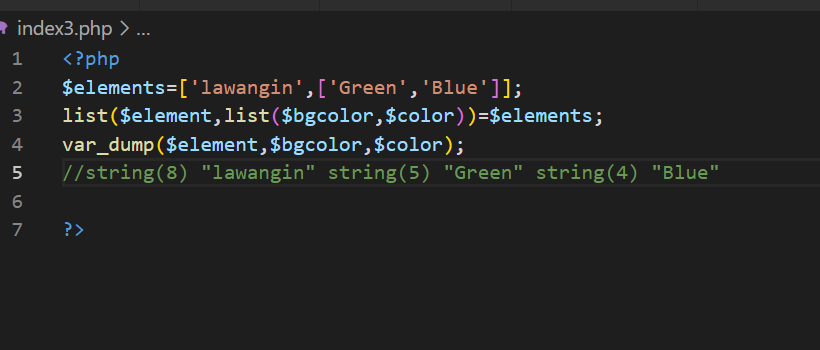 index3.php > ...
1 <?php
2 $elements=['lawangin',['Green','Blue']];
3 list($element,list($bgcolor,$color))=$elements;
4 var_dump($element,$bgcolor,$color);
5 //string(8) "lawangin" string(5) "Green" string(4) "Blue"
6
7 ?>